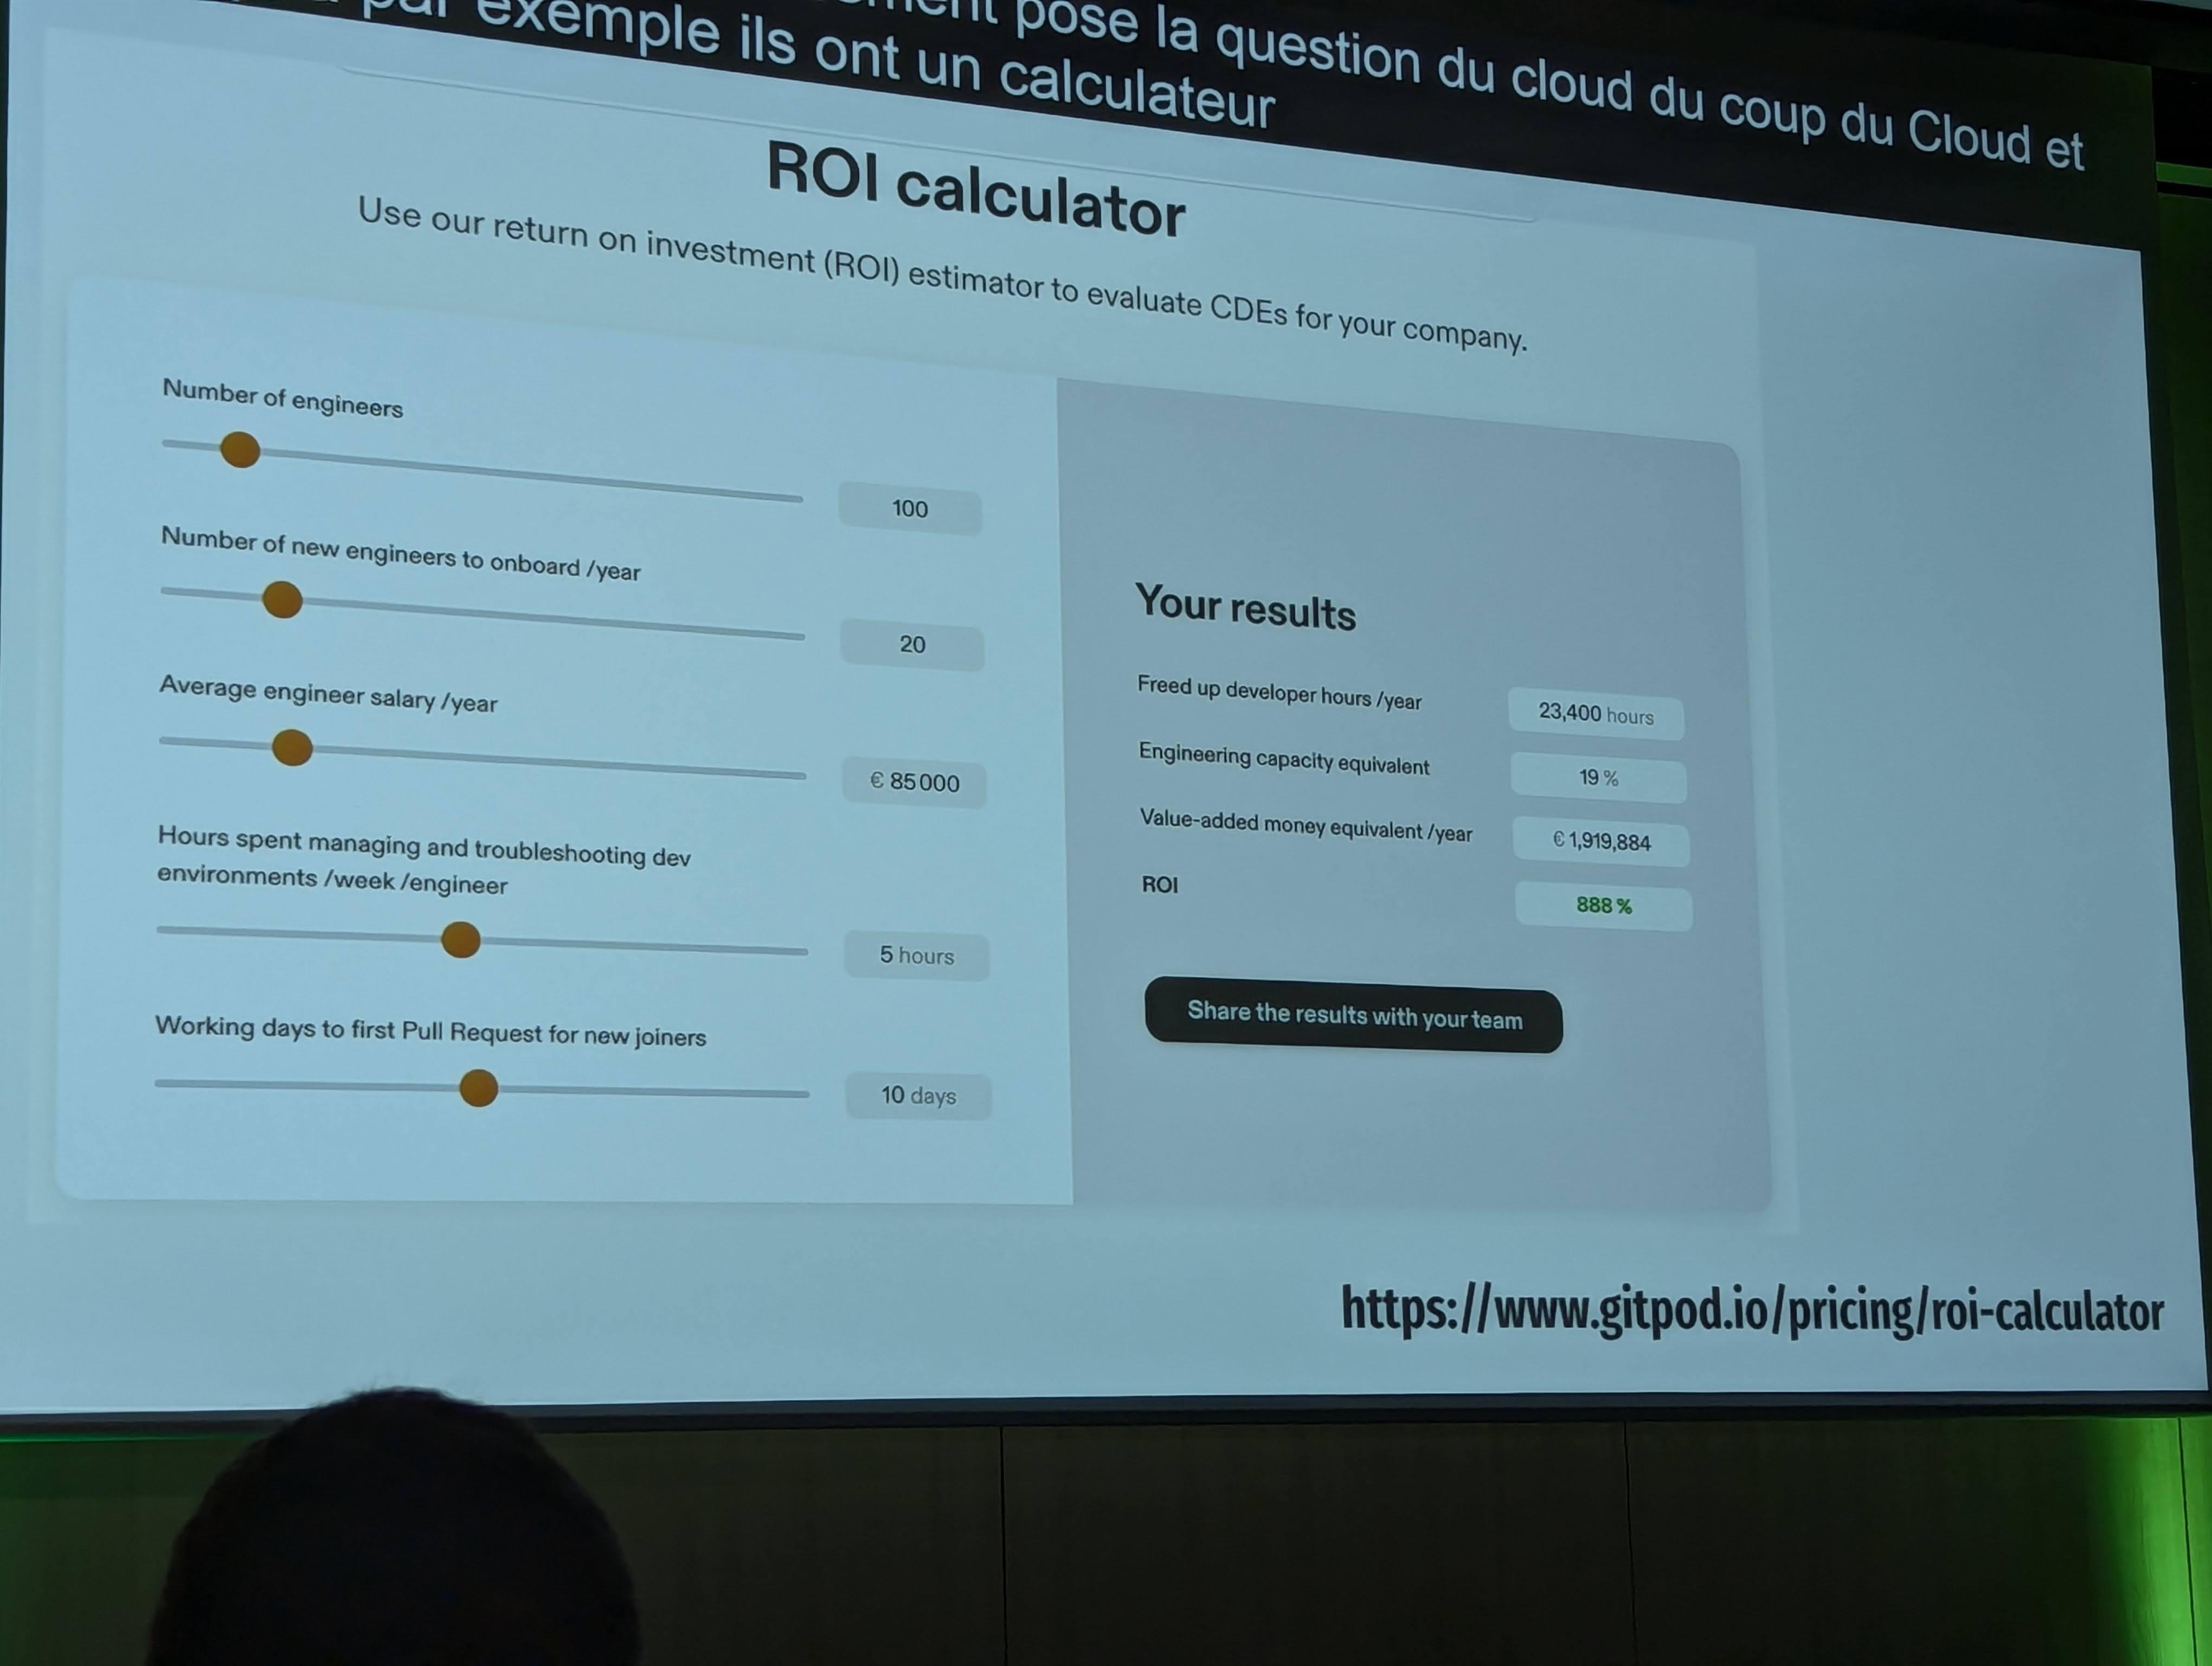 pose la question du cloud du coup du Cloud et
par exemple ils ont un calculateur
ROI calculator
Use our return on investment (ROI) estimator to evaluate CDEs for your company.
Number of engineers
100
Number of new engineers to onboard /year
20
Average engineer salary /year
€ 85 000
Hours spent managing and troubleshooting dev
environments /week /engineer
5 hours
Working days to first Pull Request for new joiners
10 days
Your results
Freed up developer hours /year
23,400 hours
Engineering capacity equivalent
19 %
Value-added money equivalent /year
€ 1,919,884
ROI
888 %
Share the results with your team
https://www.gitpod.io/pricing/roi-calculator